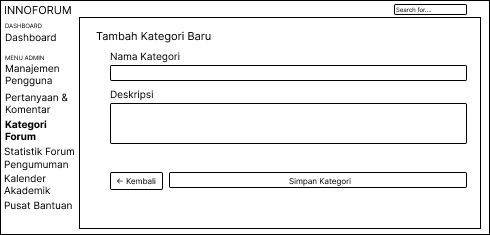 INNOFORUM
Search for....
DASHBOARD
Dashboard
MENU ADMIN
Manajemen
Pengguna
Pertanyaan &
Komentar
Kategori
Forum
Statistik Forum
Pengumuman
Kalender
Akademik
Pusat Bantuan
Tambah Kategori Baru
Nama Kategori
Deskripsi
← Kembali
Simpan Kategori